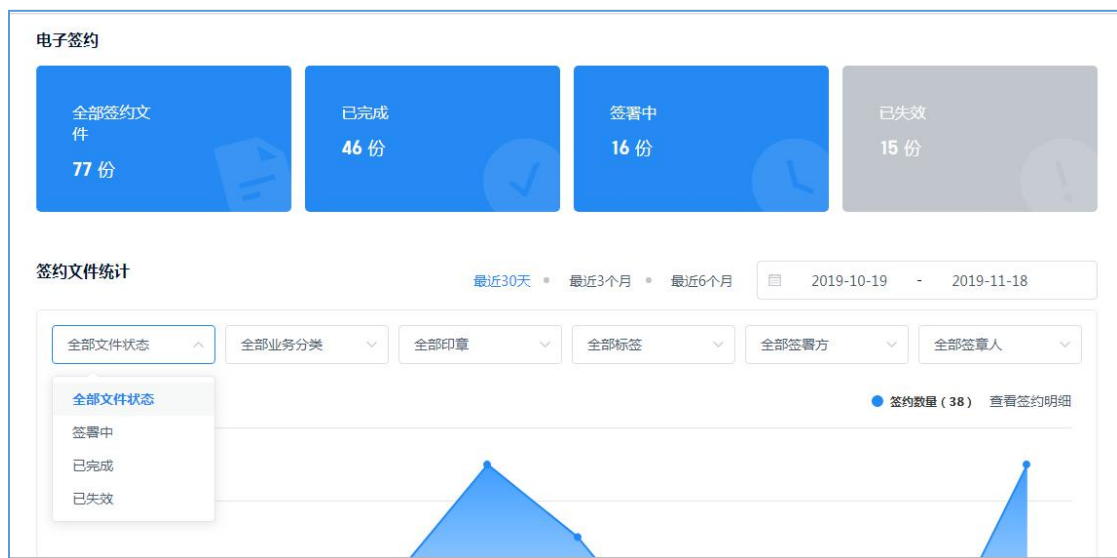 电子签约
全部签约文
件
77 份
已完成
46 份
签署中
16 份
已失效
15 份
签约文件统计
最近30天
最近3个月
最近6个月
2019-10-19 - 2019-11-18
全部文件状态
全部业务分类
全部印章
全部标签
全部签署方
全部签章人
全部文件状态
签署中
已完成
已失效
签约数量 ( 38 )
查看签约明细